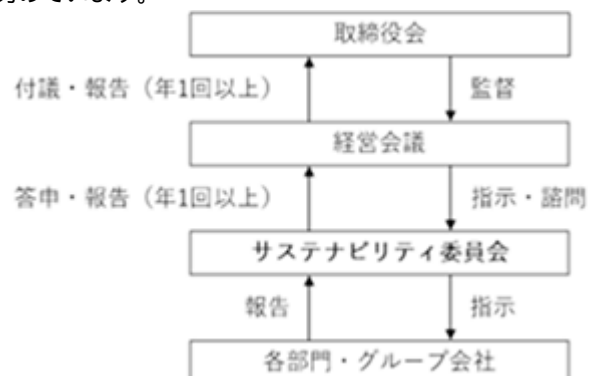 取締役会
付議・報告（年1回以上）
監督
経営会議
答申・報告（年1回以上）
指示・諮問
サステナビリティ委員会
報告
指示
各部門・グループ会社